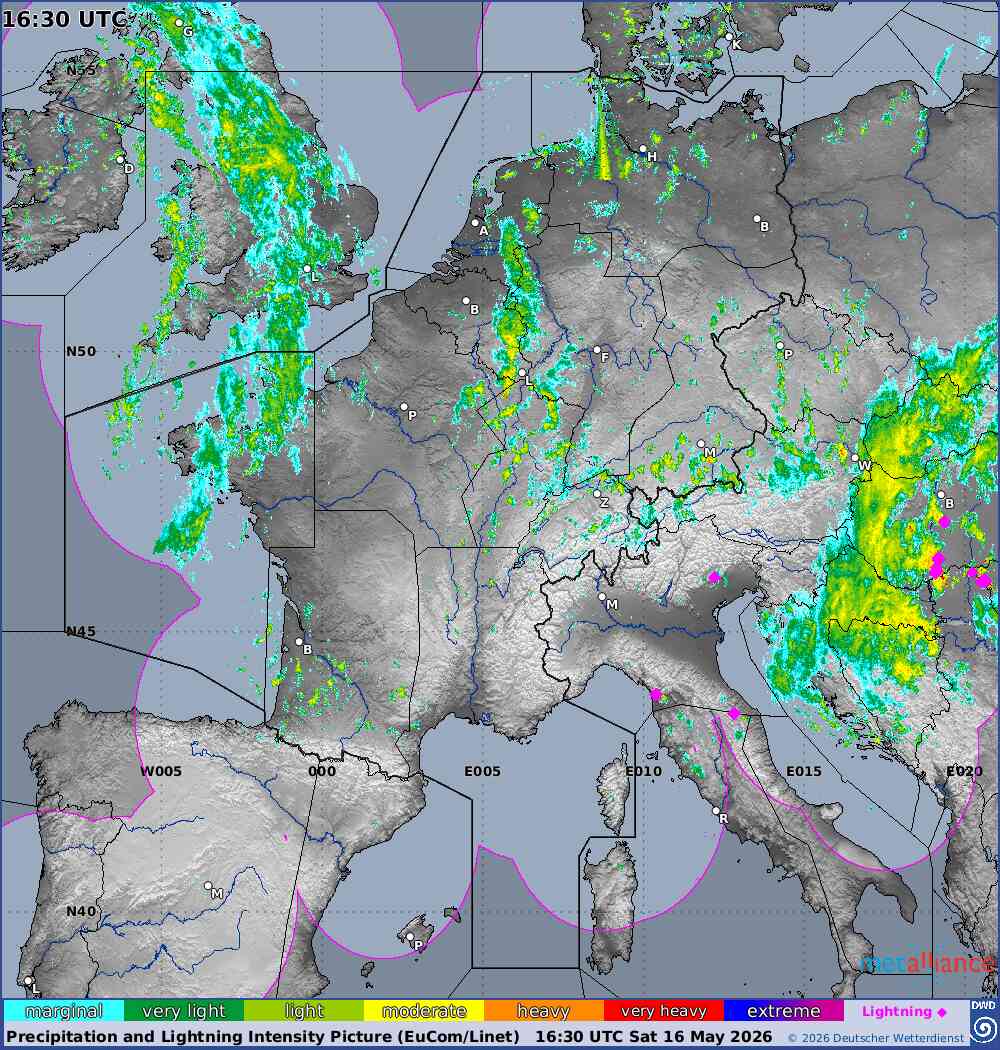 16:30 UTC
G
K
N55
D
H
A
B
L
B
N50
F
P
L
P
M
W
Z
B
M
N45
B
W005
000
E005
E010
E015
E020
R
M
N40
P
L
metalliance
marginal very light light moderate heavy very heavy extreme Lightning
DWD
Precipitation and Lightning Intensity Picture (EuCom/Linet) 16:30 UTC Sat 16 May 2026 © 2026 Deutscher Wetterdienst